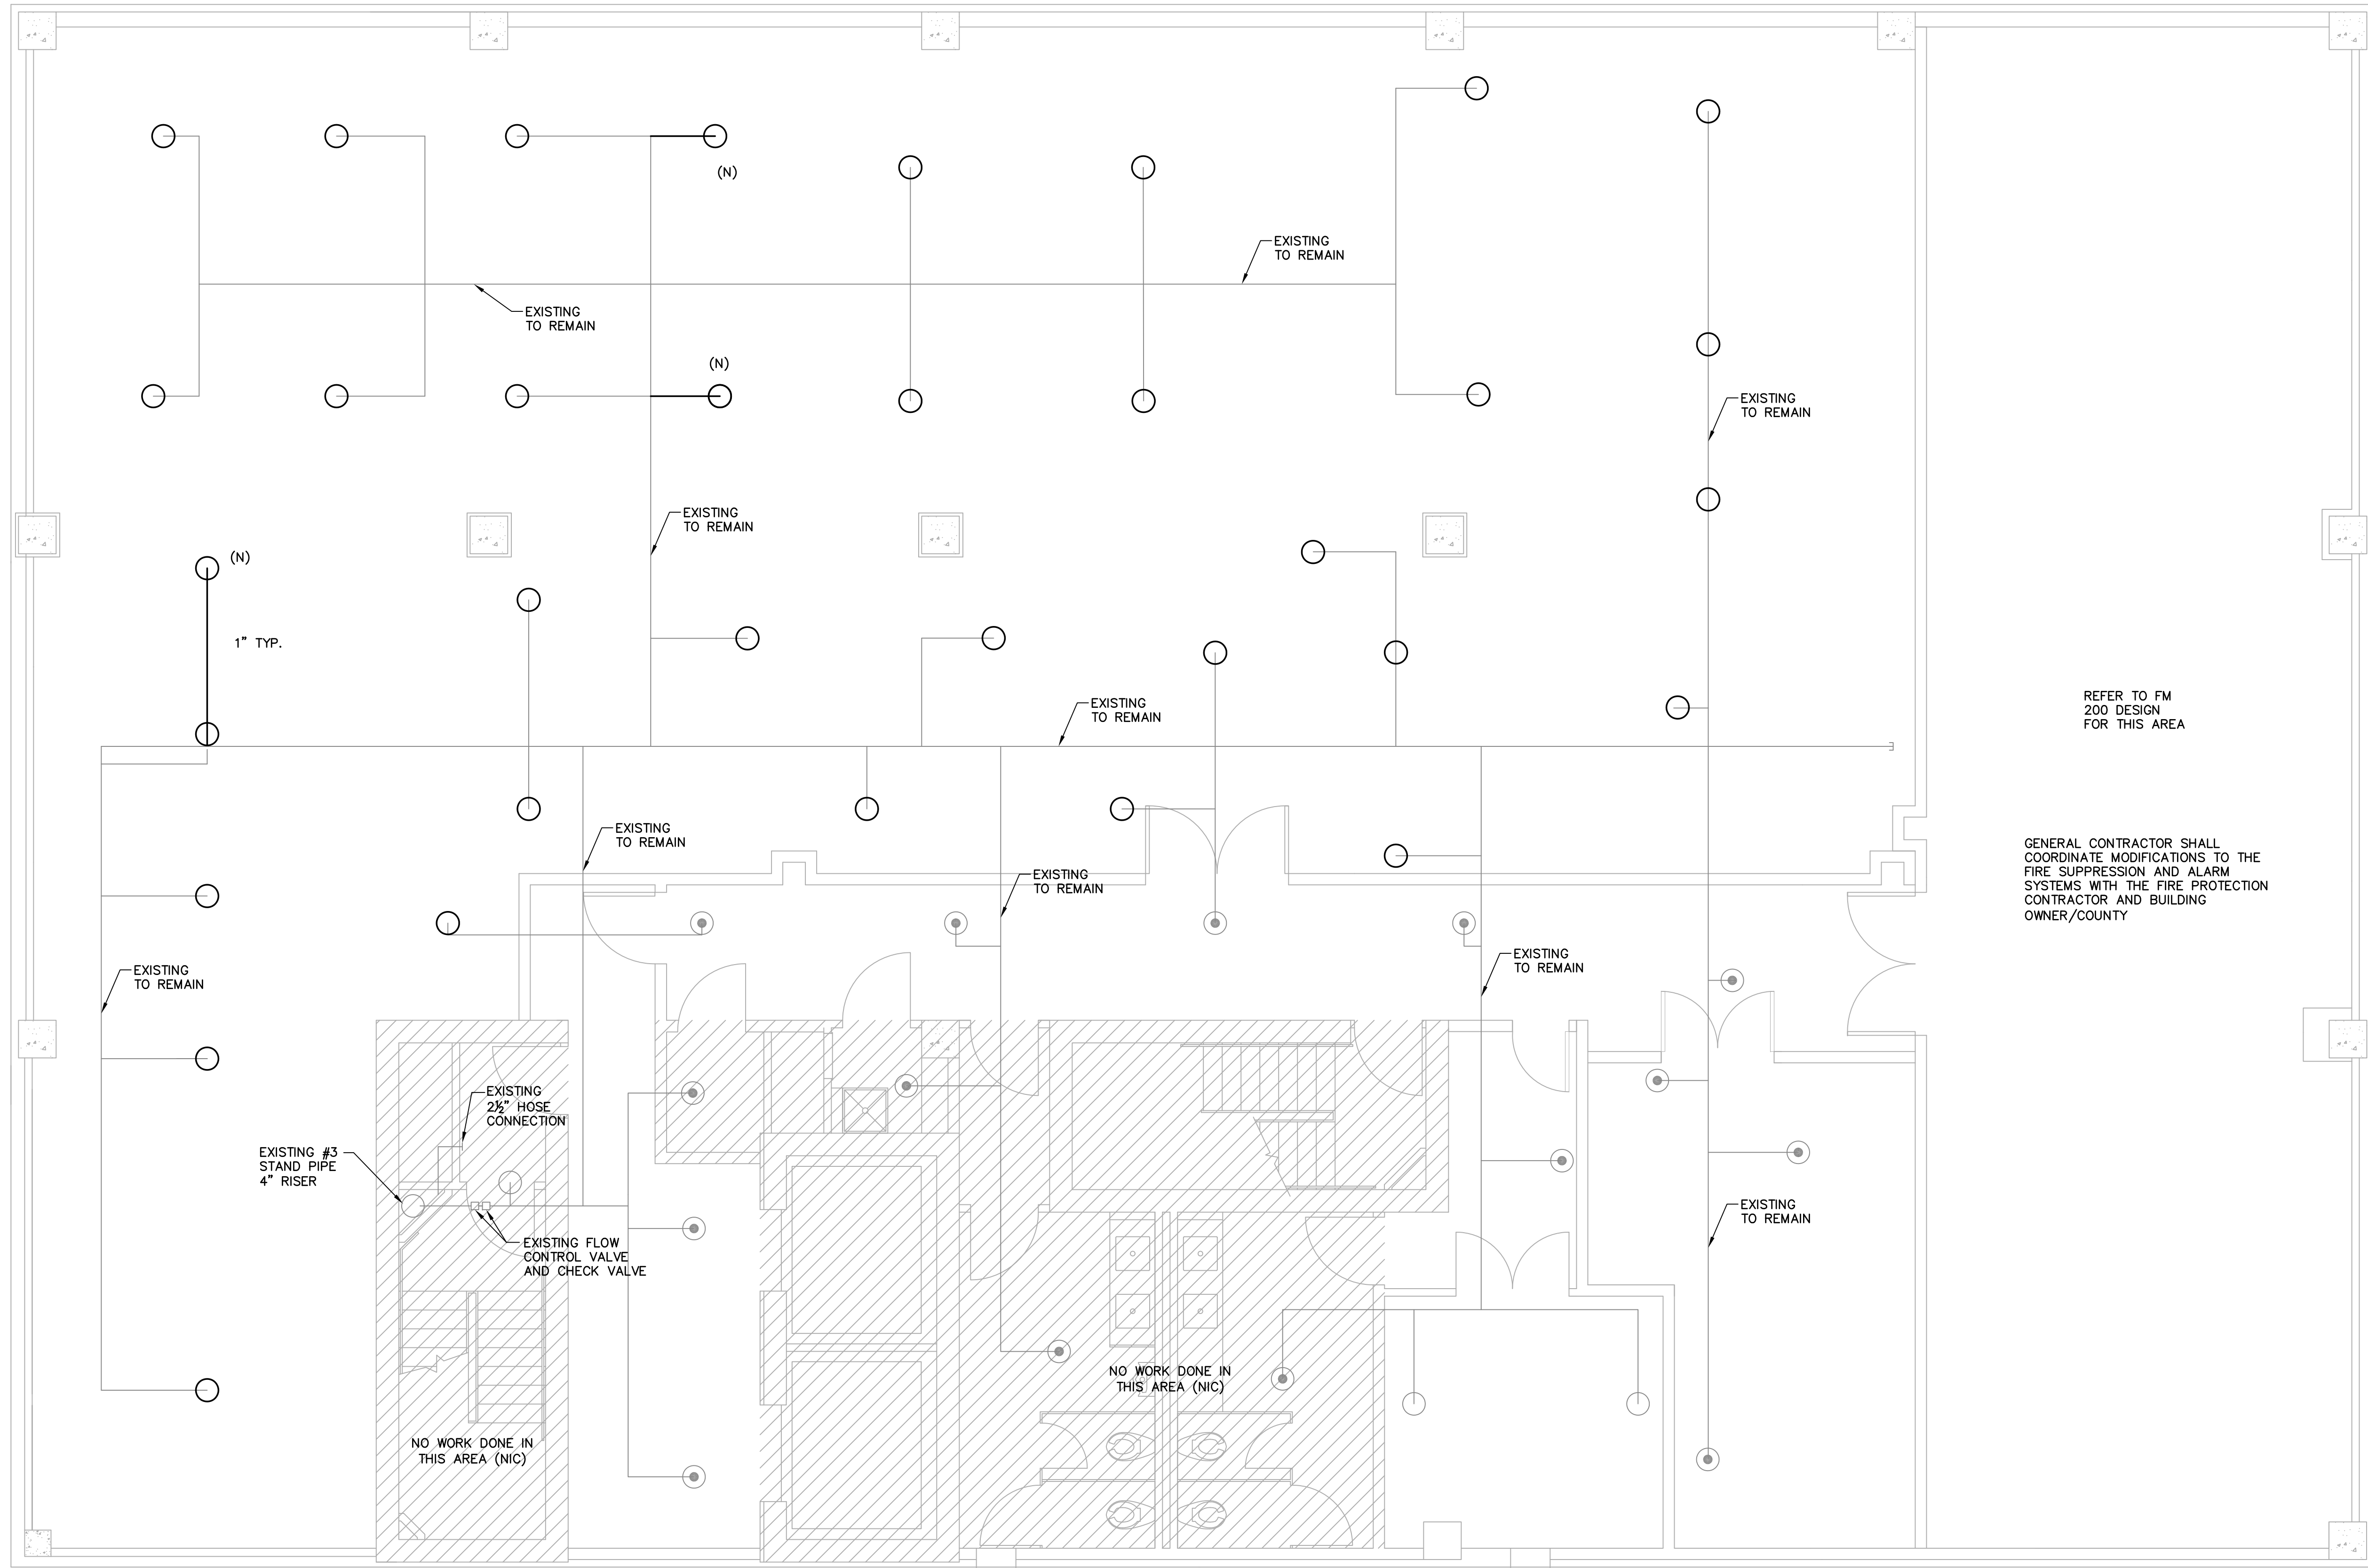 (N)
EXISTING
TO REMAIN
EXISTING
TO REMAIN
(N)
EXISTING
TO REMAIN
EXISTING
TO REMAIN
(N)
1" TYP.
EXISTING
TO REMAIN
REFER TO FM
200 DESIGN
FOR THIS AREA
EXISTING
TO REMAIN
EXISTING
TO REMAIN
GENERAL CONTRACTOR SHALL
COORDINATE MODIFICATIONS TO THE
FIRE SUPPRESSION AND ALARM
SYSTEMS WITH THE FIRE PROTECTION
CONTRACTOR AND BUILDING
OWNER/COUNTY
EXISTING
TO REMAIN
EXISTING
TO REMAIN
EXISTING
2½" HOSE
CONNECTION
EXISTING #3
STAND PIPE
4" RISER
EXISTING
TO REMAIN
EXISTING FLOW
CONTROL VALVE
AND CHECK VALVE
NO WORK DONE IN
THIS AREA (NIC)
NO WORK DONE IN
THIS AREA (NIC)